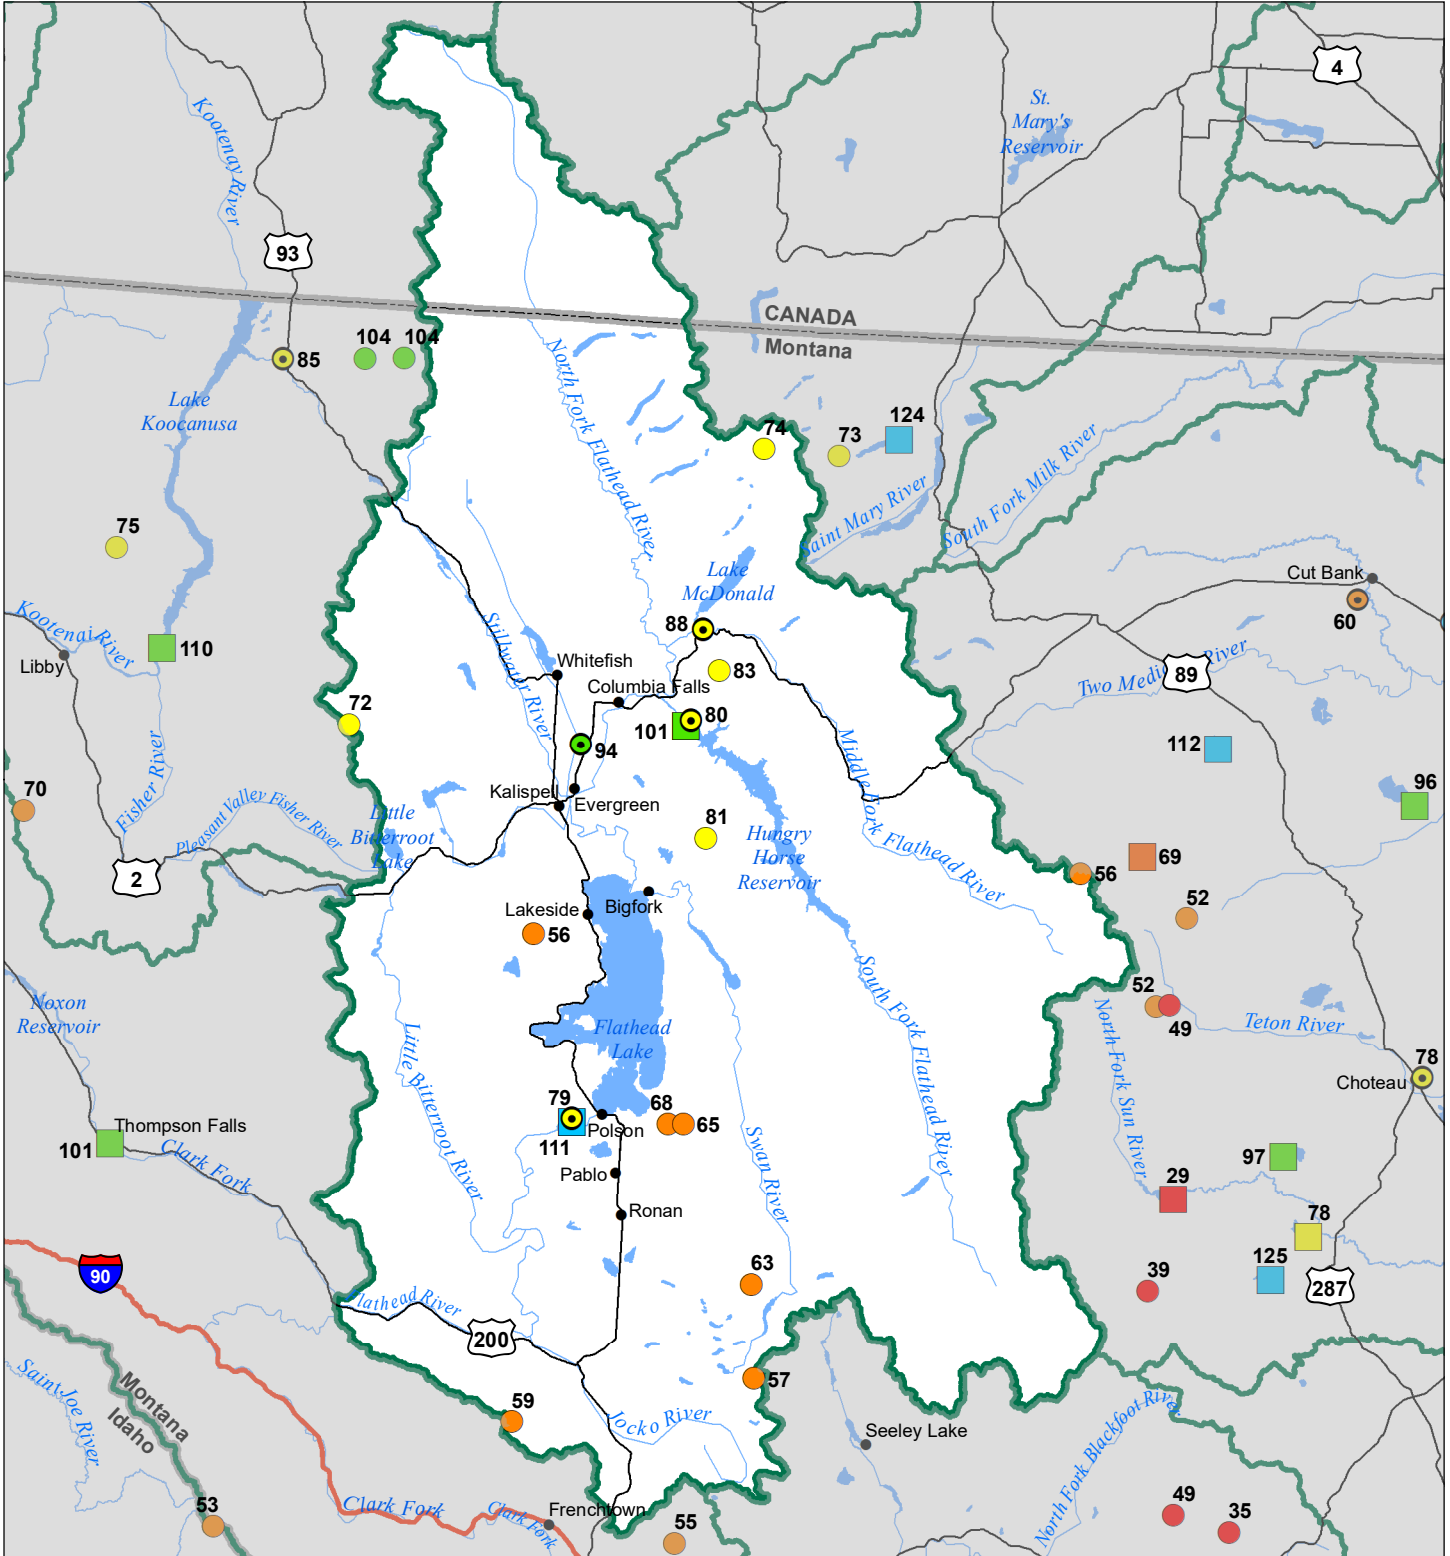 4
St.
Mary's
Reservoir
Kootenay River
93
CANADA
Montana
104
104
85
North Fork Flathead River
Lake
Koocanusa
74
73
124
South Fork Milk River
Saint Mary River
75
Lake
McDonald
Cut Bank
60
Kootenai River
Libby
110
88
Stillwater River
Whitefish
83
Columbia Falls
Two Medi
River
89
72
80
101
94
112
Middle Fork Flathead River
Fisher River
70
Kalispell
Evergreen
96
Pleasant Valley Fisher River
Little
Bitterroot
Lake
81
Hungry
Horse
Reservoir
2
69
56
52
Lakeside
Bigfork
56
South Fork Flathead River
52
49
Noxon
Reservoir
North Fork Sun River
Teton River
Flathead
Lake
Little Bitterroot River
78
Choteau
79
68
65
111
Polson
Thompson Falls
101
Clark Fork
Swan River
Pablo
97
29
Ronan
78
90
63
39
125
287
Flathead River
200
57
Saint Joe River
Montana
Idaho
59
Jocko River
North Fork Blackfoot River
Seeley Lake
53
Clark Fork
Clark Fork
Frenchtown
55
49
35